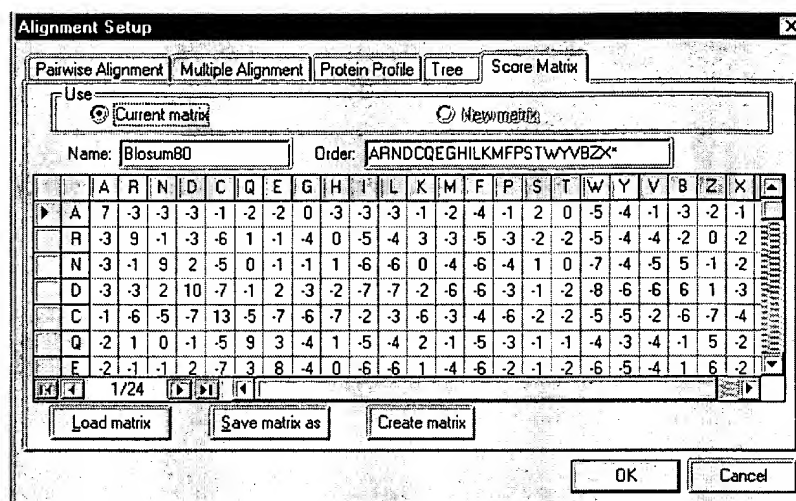 Alignment Setup
Pairwise Alignment Multiple Alignment Protein Profile Tree Score Matrix
Use
Current matrix New matrix
Name: Blosum80 Order: ARNDCQEGHILKMFPSTWYVBZX*
A R N D C Q E G H I L K M F P S T W Y V B Z X
A 7 -3 -3 -3 -1 -2 -2 0 -3 -3 -3 -1 -2 -4 -1 2 0 -5 -4 -1 -3 -2 -1
R -3 9 -1 -3 -6 1 -1 -4 0 -5 -4 3 -3 -5 -3 -2 -2 -5 -4 -4 -2 0 -2
N -3 -1 9 2 -5 0 -1 -1 1 -6 -6 0 -4 -6 -4 1 0 -7 -4 -5 5 -1 -2
D -3 -3 2 10 -7 -1 2 -3 -2 -7 -7 -2 -6 -6 -3 -1 -2 -8 -6 -6 6 1 -3
C -1 -6 -5 -7 13 -5 -7 -6 -7 -2 -3 -6 -3 -4 -6 -2 -2 -5 -5 -2 -6 -7 -4
Q -2 1 0 -1 -5 9 3 -4 1 -5 -4 2 -1 -5 -3 -1 -1 -4 -3 -4 -1 5 -2
E -2 -1 -1 2 -7 3 8 -4 0 -6 -6 1 -4 -6 -2 -1 -2 -6 -5 -4 1 6 -2
1/24
Load matrix Save matrix as Create matrix
OK Cancel